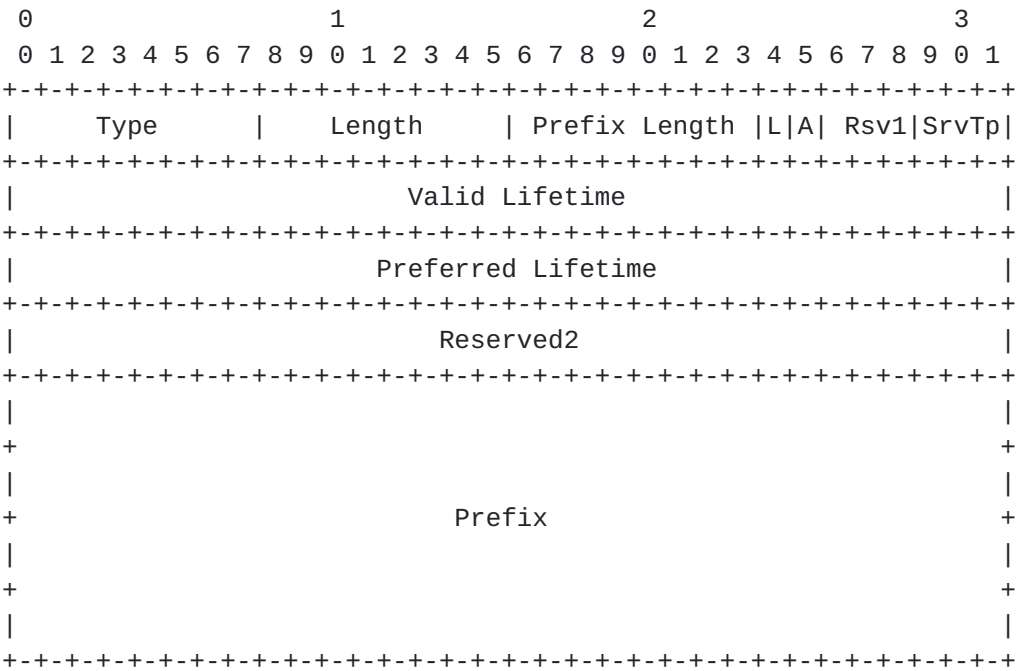 0                   1                   2                   3
 0 1 2 3 4 5 6 7 8 9 0 1 2 3 4 5 6 7 8 9 0 1 2 3 4 5 6 7 8 9 0 1
+-+-+-+-+-+-+-+-+-+-+-+-+-+-+-+-+-+-+-+-+-+-+-+-+-+-+-+-+-+-+-+-+
|     Type      |    Length     | Prefix Length |L|A| Rsv1|SrvTp|
+-+-+-+-+-+-+-+-+-+-+-+-+-+-+-+-+-+-+-+-+-+-+-+-+-+-+-+-+-+-+-+-+
|                         Valid Lifetime                        |
+-+-+-+-+-+-+-+-+-+-+-+-+-+-+-+-+-+-+-+-+-+-+-+-+-+-+-+-+-+-+-+-+
|                       Preferred Lifetime                      |
+-+-+-+-+-+-+-+-+-+-+-+-+-+-+-+-+-+-+-+-+-+-+-+-+-+-+-+-+-+-+-+-+
|                           Reserved2                           |
+-+-+-+-+-+-+-+-+-+-+-+-+-+-+-+-+-+-+-+-+-+-+-+-+-+-+-+-+-+-+-+-+
|                                                               |
+                                                               +
|                                                               |
+                            Prefix                             +
|                                                               |
+                                                               +
|                                                               |
+-+-+-+-+-+-+-+-+-+-+-+-+-+-+-+-+-+-+-+-+-+-+-+-+-+-+-+-+-+-+-+-+